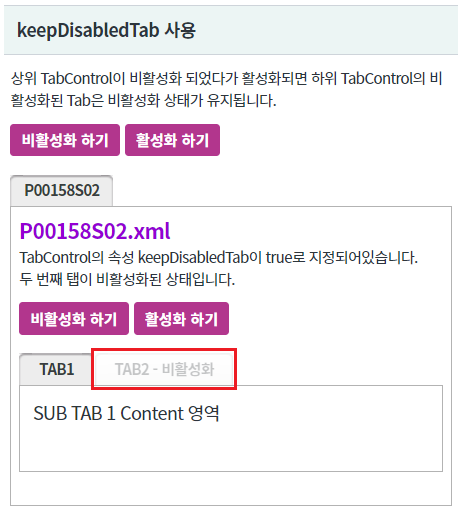 keepDisabledTab 사용
상위 TabControl이 비활성화 되었다가 활성화되면 하위 TabControl의 비
활성화된 Tab은 비활성화 상태가 유지됩니다.
비활성화 하기 활성화 하기
P00158S02
P00158S02.xml
TabControl의 속성 keepDisabledTab이 true로 지정되어있습니다.
두 번째 탭이 비활성화된 상태입니다.
비활성화 하기 활성화 하기
TAB1 TAB2 - 비활성화
SUB TAB 1 Content 영역